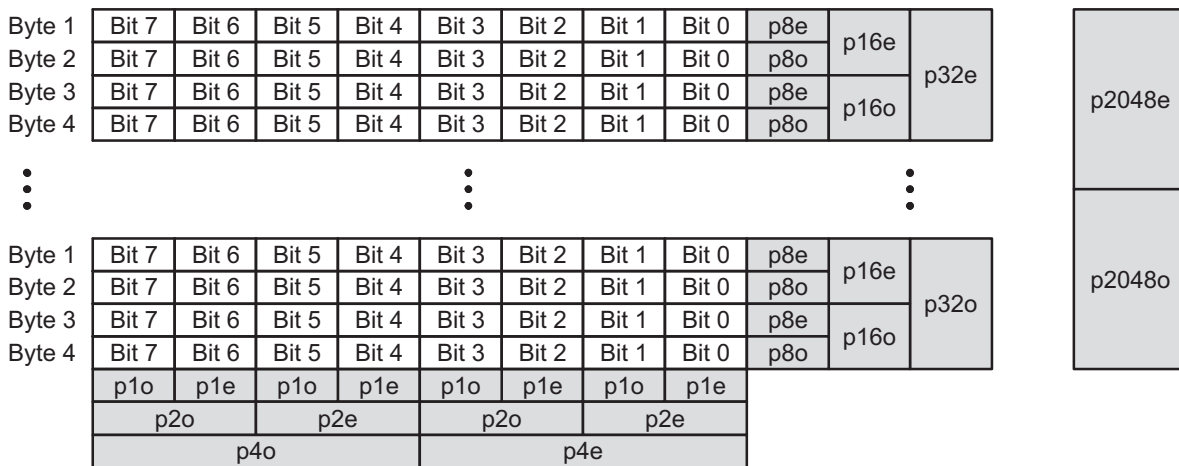 Byte 1 Bit 7 Bit 6 Bit 5 Bit 4 Bit 3 Bit 2 Bit 1 Bit 0 p8e p16e p32e p2048e
Byte 2 Bit 7 Bit 6 Bit 5 Bit 4 Bit 3 Bit 2 Bit 1 Bit 0 p8o
Byte 3 Bit 7 Bit 6 Bit 5 Bit 4 Bit 3 Bit 2 Bit 1 Bit 0 p8e p16o
Byte 4 Bit 7 Bit 6 Bit 5 Bit 4 Bit 3 Bit 2 Bit 1 Bit 0 p8o
Byte 1 Bit 7 Bit 6 Bit 5 Bit 4 Bit 3 Bit 2 Bit 1 Bit 0 p8e p16e p32o p2048o
Byte 2 Bit 7 Bit 6 Bit 5 Bit 4 Bit 3 Bit 2 Bit 1 Bit 0 p8o
Byte 3 Bit 7 Bit 6 Bit 5 Bit 4 Bit 3 Bit 2 Bit 1 Bit 0 p8e p16o
Byte 4 Bit 7 Bit 6 Bit 5 Bit 4 Bit 3 Bit 2 Bit 1 Bit 0 p8o
p1o p1e p1o p1e p1o p1e p1o p1e
p2o p2e p2o p2e
p4o p4e